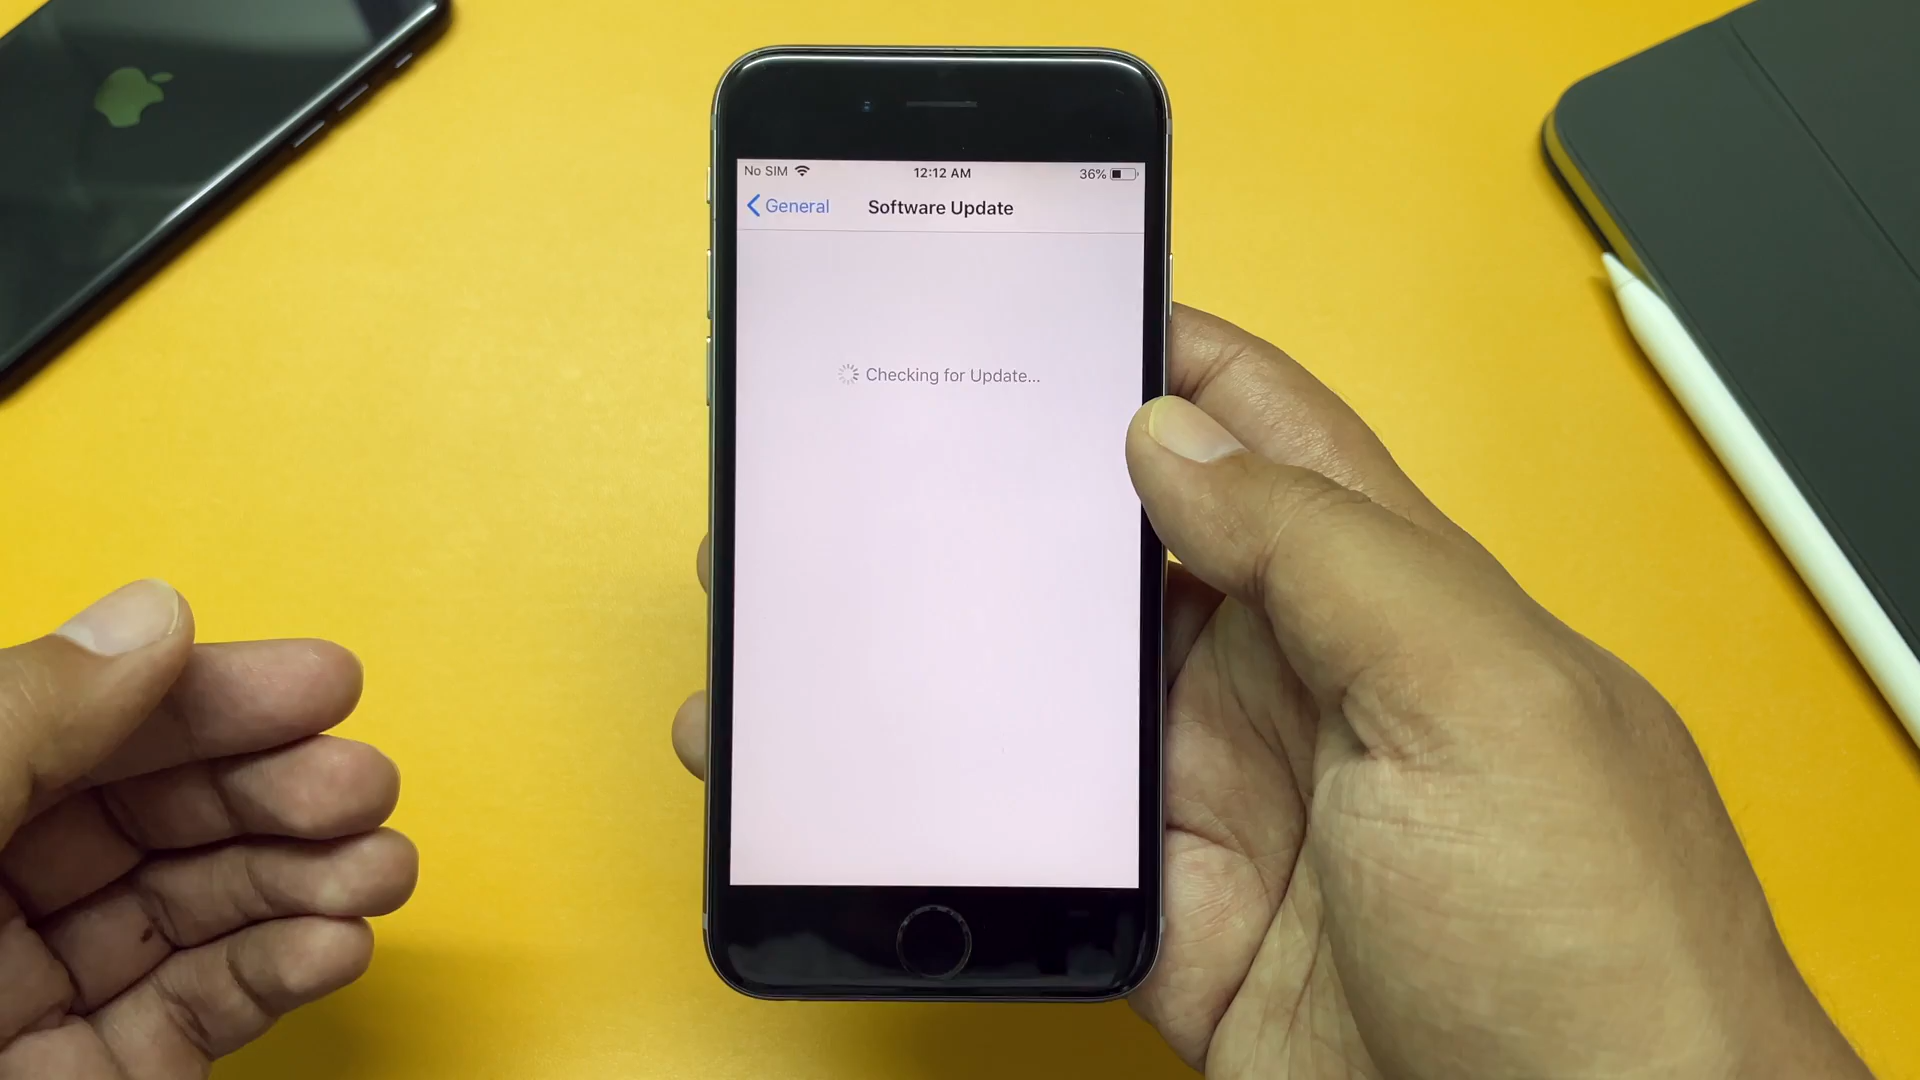 No SIM 12:12 AM 36%
General Software Update
Checking for Update...